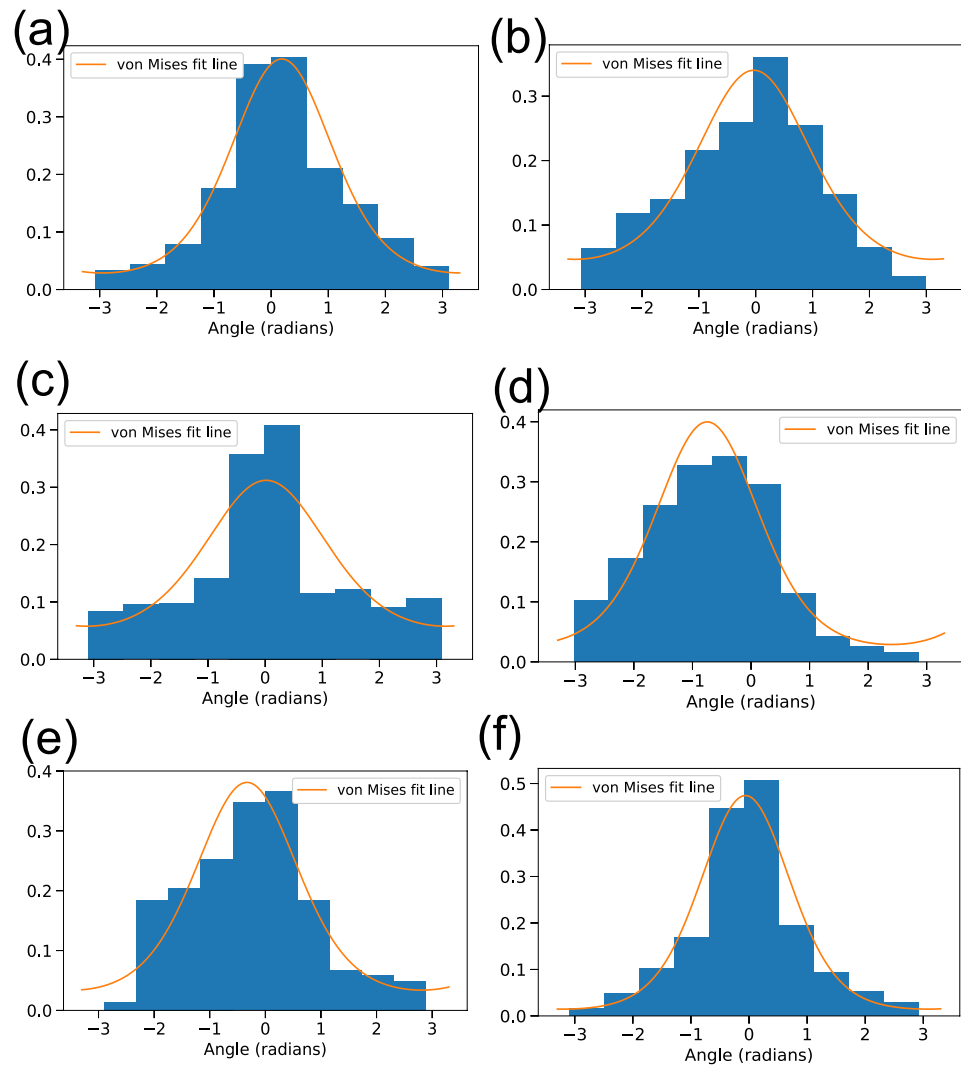 (a)
von Mises fit line
0.4
0.3
0.2
0.1
0.0
−3 −2 −1 0 1 2 3
Angle (radians)
(b)
von Mises fit line
0.3
0.2
0.1
0.0
−3 −2 −1 0 1 2 3
Angle (radians)
(c)
von Mises fit line
0.4
0.3
0.2
0.1
0.0
−3 −2 −1 0 1 2 3
Angle (radians)
(d)
von Mises fit line
0.4
0.3
0.2
0.1
0.0
−3 −2 −1 0 1 2 3
Angle (radians)
(e)
von Mises fit line
0.4
0.3
0.2
0.1
0.0
−3 −2 −1 0 1 2 3
Angle (radians)
(f)
von Mises fit line
0.5
0.4
0.3
0.2
0.1
0.0
−3 −2 −1 0 1 2 3
Angle (radians)